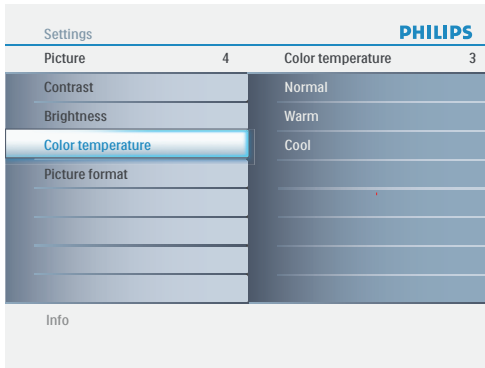 Settings
PHILIPS
Picture 4
Color temperature 3
Contrast
Normal
Brightness
Warm
Color temperature
Cool
Picture format
Info